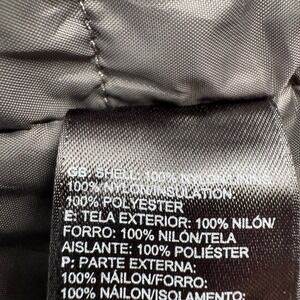 GB: SHELL: 100% NYLON/LINING:
100% NYLON/INSULATION:
100% POLYESTER
E: TELA EXTERIOR: 100% NILÓN/
FORRO: 100% NILÓN/TELA
AISLANTE: 100% POLIÉSTER
P: PARTE EXTERNA:
100% NÁILON/FORRO:
100% NÁILON/ISOLAMENTO: